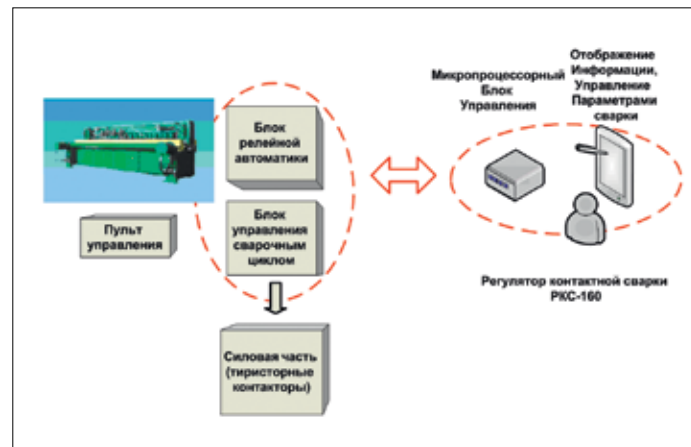 Блок
релейной
автоматики
Пульт
управления
Блок
управления
сварочным
циклом
Силовая часть
(тиристорные
контакторы)
Микропроцессорный
Блок
Управления
Отображение
Информации,
Управление
Параметрами
сварки
Регулятор контактной сварки
РКС-160